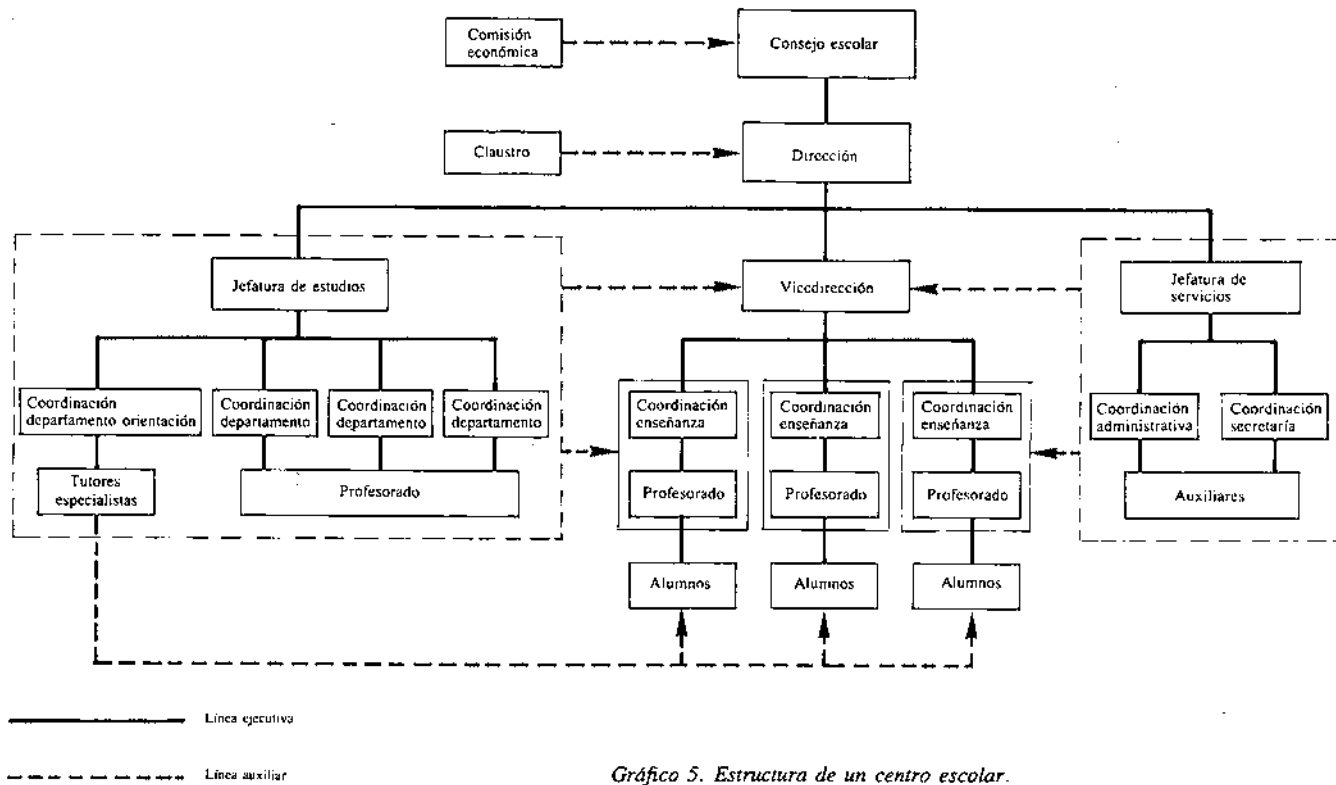 Comisión
económica
Consejo escolar
Claustro
Dirección
Jefatura de estudios
Vicedirección
Jefatura de
servicios
Coordinación
departamento orientación
Coordinación
departamento
Coordinación
departamento
Coordinación
departamento
Coordinación
enseñanza
Coordinación
enseñanza
Coordinación
enseñanza
Coordinación
administrativa
Coordinación
secretaría
Tutores
especialistas
Profesorado
Profesorado
Profesorado
Profesorado
Auxiliares
Alumnos
Alumnos
Alumnos
Línea ejecutiva
Línea auxiliar
Gráfico 5. Estructura de un centro escolar.